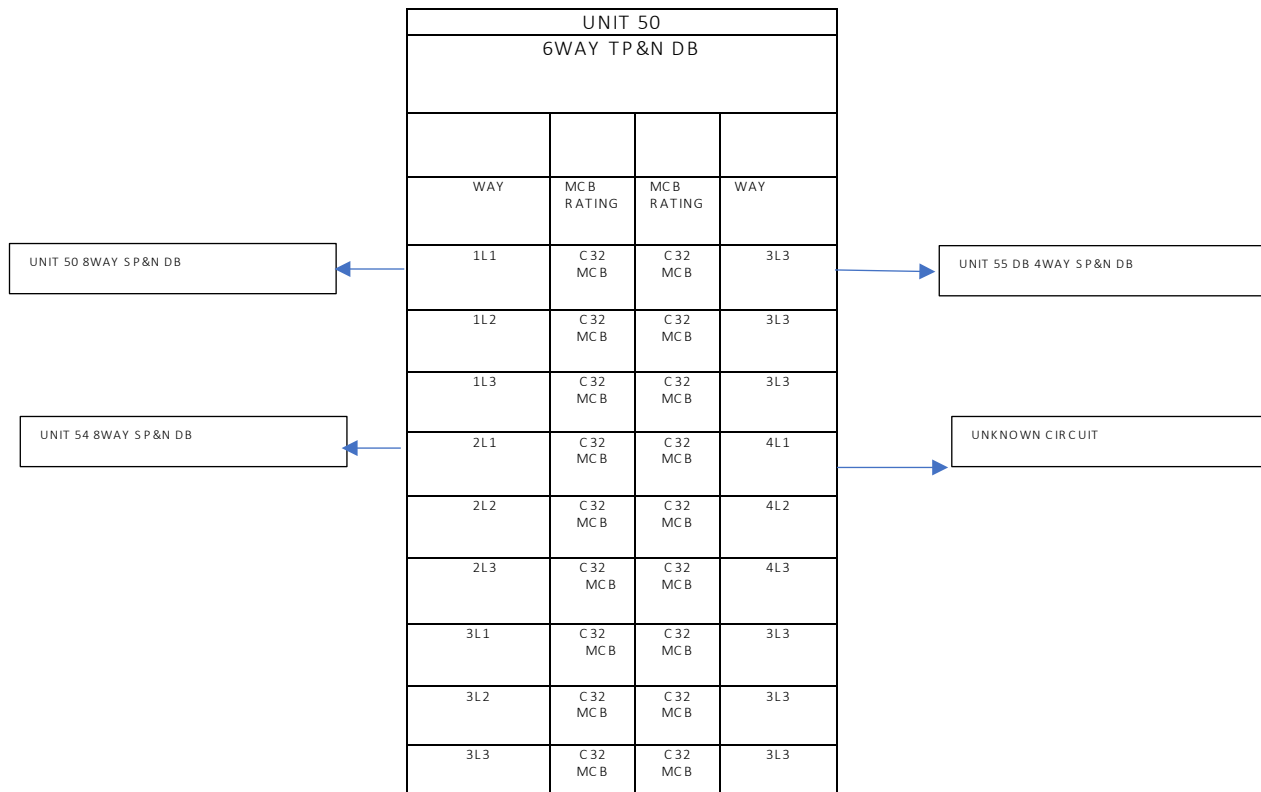 UNIT 50
6WAY TP&N DB
WAY
MCB
RATING
MCB
RATING
WAY
UNIT 50 8WAY SP&N DB
1L1
C32
MCB
C32
MCB
3L3
UNIT 55 DB 4WAY SP&N DB
1L2
C32
MCB
C32
MCB
3L3
1L3
C32
MCB
C32
MCB
3L3
UNIT 54 8WAY SP&N DB
2L1
C32
MCB
C32
MCB
4L1
UNKNOWN CIRCUIT
2L2
C32
MCB
C32
MCB
4L2
2L3
C32
MCB
C32
MCB
4L3
3L1
C32
MCB
C32
MCB
3L3
3L2
C32
MCB
C32
MCB
3L3
3L3
C32
MCB
C32
MCB
3L3